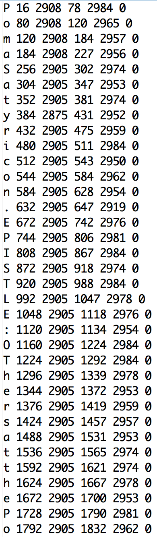 P 16 2908 78 2984 0
o 80 2908 120 2965 0
m 120 2908 184 2957 0
a 184 2908 227 2956 0
S 256 2905 302 2974 0
a 304 2905 347 2953 0
t 352 2905 381 2974 0
y 384 2875 431 2952 0
r 432 2905 475 2959 0
i 480 2905 511 2984 0
c 512 2905 543 2950 0
o 544 2905 584 2962 0
n 584 2905 628 2954 0
. 632 2905 647 2919 0
E 672 2905 742 2976 0
P 744 2905 806 2981 0
I 808 2905 867 2984 0
S 872 2905 918 2974 0
T 920 2905 988 2984 0
L 992 2905 1047 2978 0
E 1048 2905 1118 2976 0
: 1120 2905 1134 2954 0
O 1160 2905 1224 2984 0
T 1224 2905 1292 2984 0
h 1296 2905 1339 2978 0
e 1344 2905 1372 2953 0
r 1376 2905 1419 2959 0
s 1424 2905 1457 2957 0
a 1488 2905 1531 2953 0
t 1536 2905 1565 2974 0
t 1592 2905 1621 2974 0
h 1624 2905 1667 2978 0
e 1672 2905 1700 2953 0
P 1728 2905 1790 2981 0
o 1792 2905 1832 2962 0